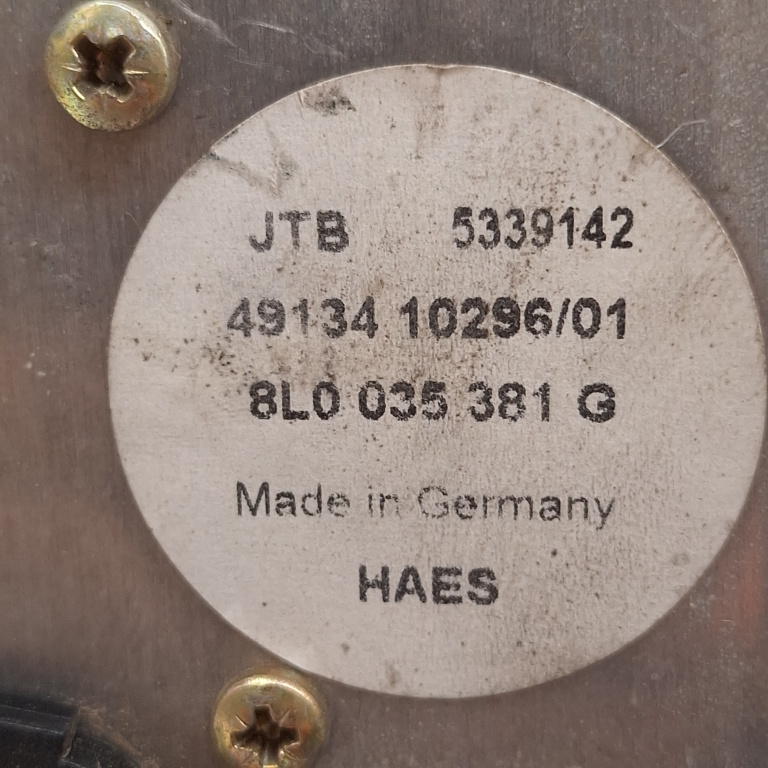 JTB 5339142
49134 10296/01
8L0 035 381 G
Made in Germany
HAES